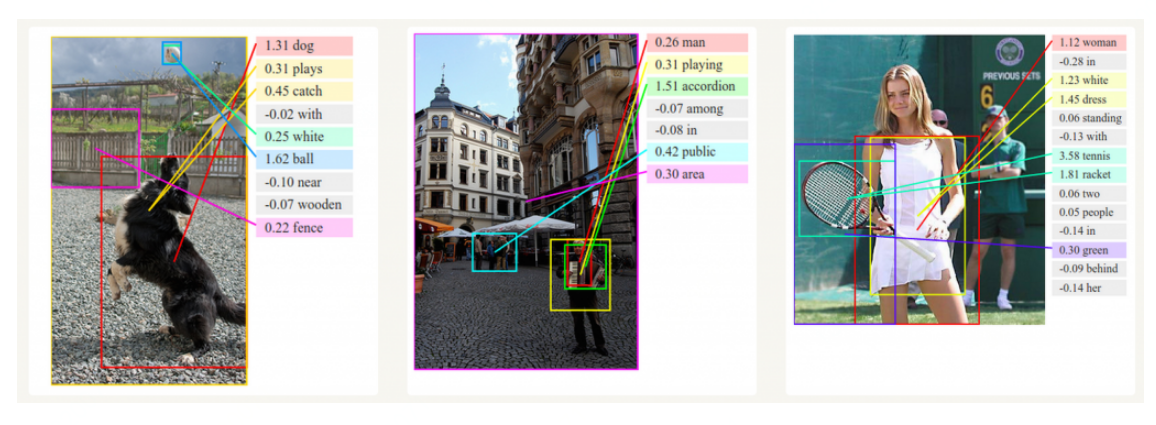 1.31 dog
0.31 plays
0.45 catch
-0.02 with
0.25 white
1.62 ball
-0.10 near
-0.07 wooden
0.22 fence
0.26 man
0.31 playing
1.51 accordion
-0.07 among
-0.08 in
0.42 public
0.30 area
PREVIOUS SETS
6
1.12 woman
-0.28 in
1.23 white
1.45 dress
0.06 standing
-0.13 with
3.58 tennis
1.81 racket
0.06 two
0.05 people
-0.14 in
0.30 green
-0.09 behind
-0.14 her